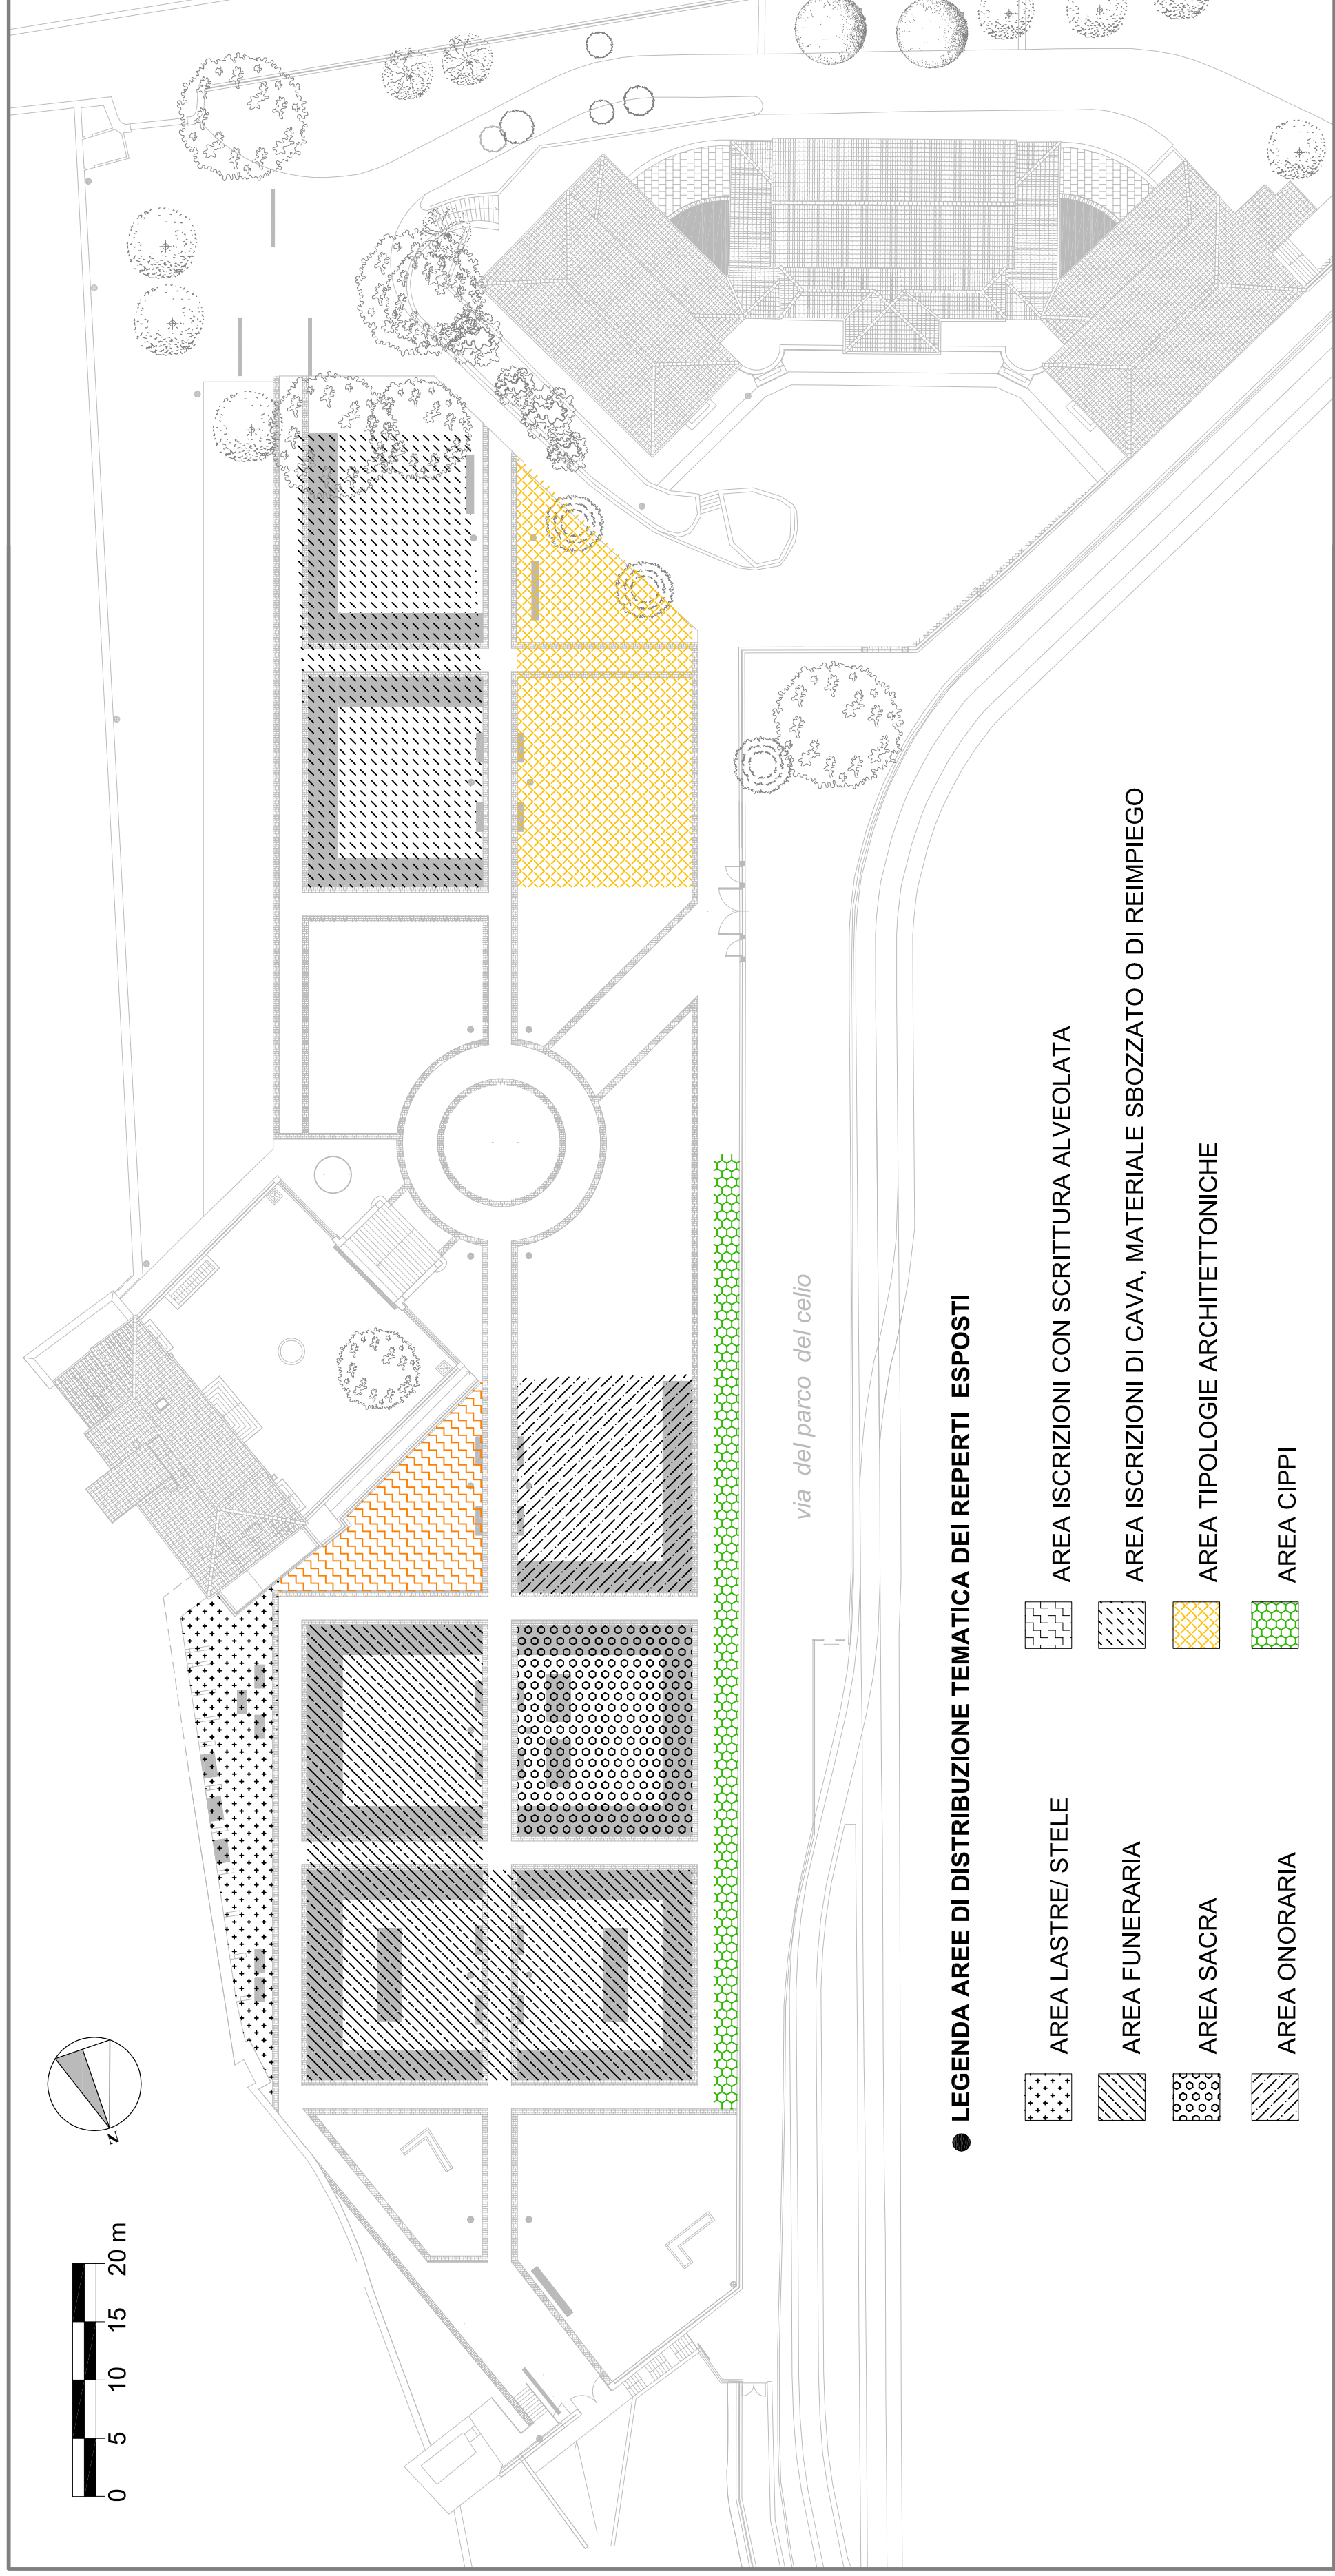 0 5 10 15 20 m
N
via del parco del celio
LEGENDA AREE DI DISTRIBUZIONE TEMATICA DEI REPERTI ESPOSTI
AREA LASTRE/ STELE
AREA FUNERARIA
AREA SACRA
AREA ONORARIA
AREA ISCRIZIONI CON SCRITTURA ALVEOLATA
AREA ISCRIZIONI DI CAVA, MATERIALE SBOZZATO O DI REIMPIEGO
AREA TIPOLOGIE ARCHITETTONICHE
AREA CIPPI